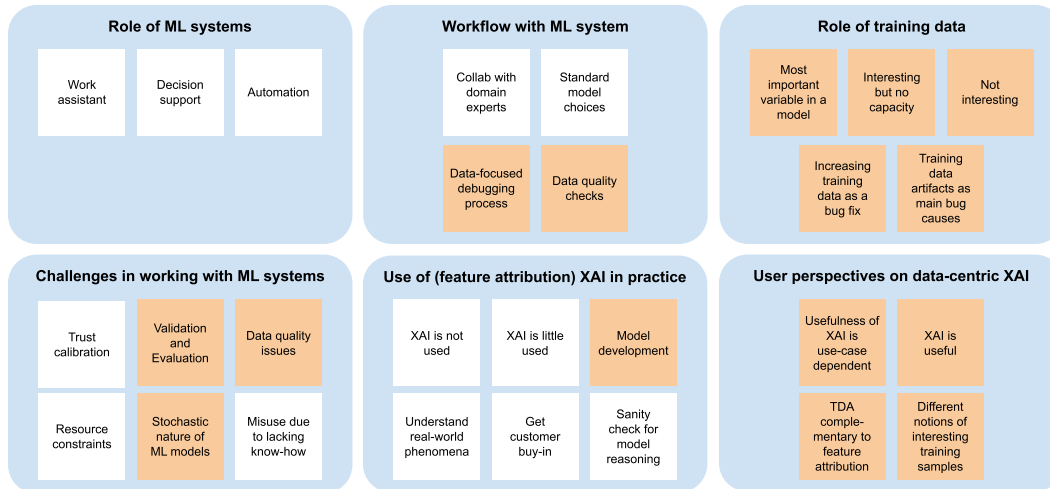 Role of ML systems
Work
assistant
Decision
support
Automation
Workflow with ML system
Collab with
domain
experts
Standard
model
choices
Data-focused
debugging
process
Data quality
checks
Role of training data
Most
important
variable in a
model
Interesting
but no
capacity
Not
interesting
Increasing
training
data as a
bug fix
Training
data
artifacts as
main bug
causes
Challenges in working with ML systems
Trust
calibration
Validation
and
Evaluation
Data quality
issues
Resource
constraints
Stochastic
nature of
ML models
Misuse due
to lacking
know-how
Use of (feature attribution) XAI in practice
XAI is not
used
XAI is little
used
Model
development
Understand
real-world
phenomena
Get
customer
buy-in
Sanity
check for
model
reasoning
User perspectives on data-centric XAI
Usefulness of
XAI is
use-case
dependent
XAI is
useful
TDA
comple-
mentary to
feature
attribution
Different
notions of
interesting
training
samples